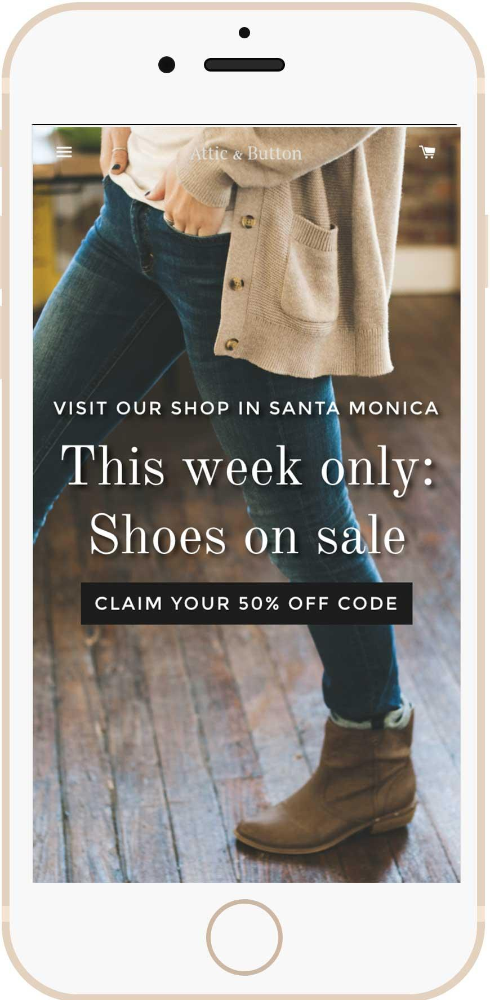 Attic & Button
VISIT OUR SHOP IN SANTA MONICA
This week only:
Shoes on sale
CLAIM YOUR 50% OFF CODE